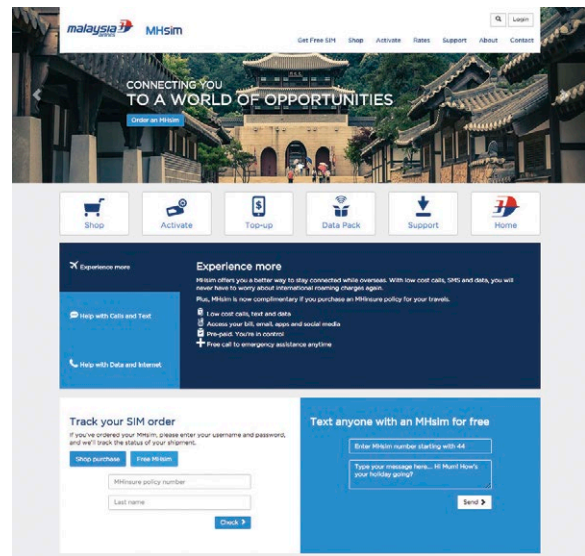 malaysia
airlines
MHsim
Login
Get Free SIM Shop Activate Rates Support About Contact
CONNECTING YOU
TO A WORLD OF OPPORTUNITIES
Order an MHsim
Shop Activate Top-up Data Pack Support Home
Experience more
Help with Calls and Text
Help with Data and Internet
Experience more
MHsim offers you a better way to stay connected while overseas. With low cost calls, SMS and data, you will
never have to worry about international roaming charges again.
Plus, MHsim is now complimentary if you purchase an MHinsure policy for your travels.
Low cost calls, text and data
Access your bill, email, apps and social media
Pre-paid. You're in control
Free call to emergency assistance anytime
Track your SIM order
If you've ordered your MHsim, please enter your username and password,
and we'll track the status of your shipment.
Shop purchase Free MHsim
MHinsure policy number
Last name
Check
Text anyone with an MHsim for free
Enter MHsim number starting with 44
Type your message here... Hi Mum! How's
your holiday going?
Send